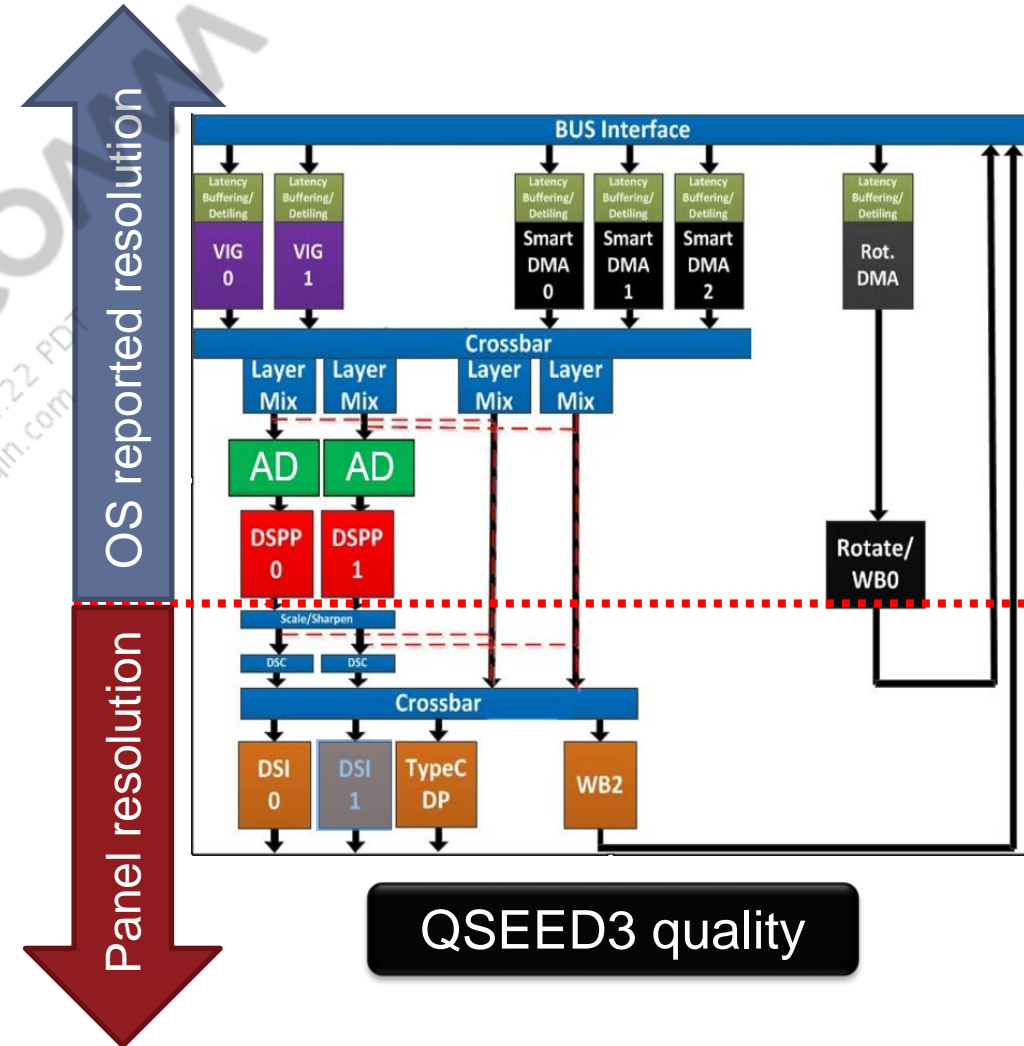 OS reported resolution
Panel resolution
BUS Interface
Latency
Buffering/
Detiling
VIG
0
Latency
Buffering/
Detiling
VIG
1
Latency
Buffering/
Detiling
Smart
DMA
0
Latency
Buffering/
Detiling
Smart
DMA
1
Latency
Buffering/
Detiling
Smart
DMA
2
Latency
Buffering/
Detiling
Rot.
DMA
Crossbar
Layer
Mix
Layer
Mix
Layer
Mix
Layer
Mix
AD
AD
DSPP
0
DSPP
1
Rotate/
WB0
Scale/Sharpen
DSC
DSC
Crossbar
DSI
0
DSI
1
TypeC
DP
WB2
QSEED3 quality